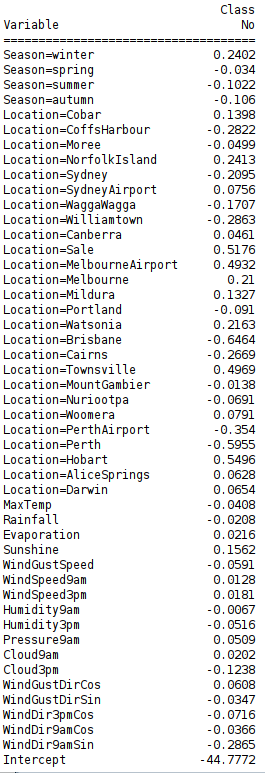 Class
Variable No
===================================
Season=winter 0.2402
Season=spring -0.034
Season=summer -0.1022
Season=autumn -0.106
Location=Cobar 0.1398
Location=CoffsHarbour -0.2822
Location=Moree -0.0499
Location=NorfolkIsland 0.2413
Location=Sydney -0.2095
Location=SydneyAirport 0.0756
Location=WaggaWagga -0.1707
Location=Williamtown -0.2863
Location=Canberra 0.0461
Location=Sale 0.5176
Location=MelbourneAirport 0.4932
Location=Melbourne 0.21
Location=Mildura 0.1327
Location=Portland -0.091
Location=Watsonia 0.2163
Location=Brisbane -0.6464
Location=Cairns -0.2669
Location=Townsville 0.4969
Location=MountGambier -0.0138
Location=Nuriootpa -0.0691
Location=Woomera 0.0791
Location=PerthAirport -0.354
Location=Perth -0.5955
Location=Hobart 0.5496
Location=AliceSprings 0.0628
Location=Darwin 0.0654
MaxTemp -0.0408
Rainfall -0.0208
Evaporation 0.0216
Sunshine 0.1562
WindGustSpeed -0.0591
WindSpeed9am 0.0128
WindSpeed3pm 0.0181
Humidity9am -0.0067
Humidity3pm -0.0516
Pressure9am 0.0509
Cloud9am 0.0202
Cloud3pm -0.1238
WindGustDirCos 0.0608
WindGustDirSin -0.0347
WindDir3pmCos -0.0716
WindDir9amCos -0.0366
WindDir9amSin -0.2865
Intercept -44.7772